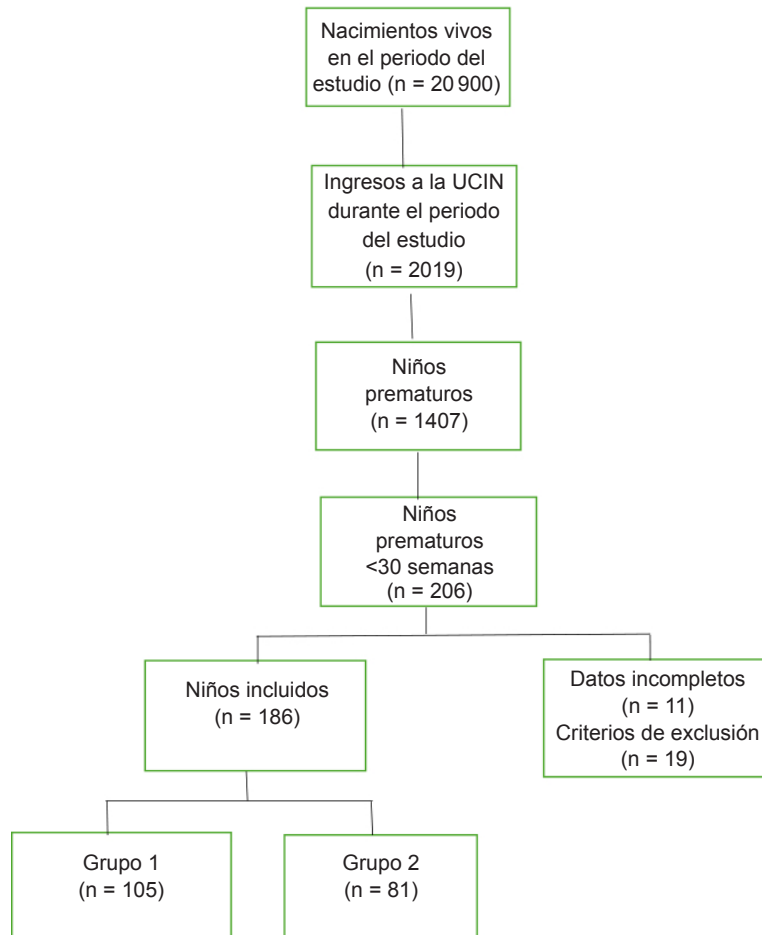 Nacimientos vivos
en el periodo del
estudio (n = 20 900)
Ingresos a la UCIN
durante el periodo
del estudio
(n = 2019)
Niños
prematuros
(n = 1407)
Niños
prematuros
<30 semanas
(n = 206)
Niños incluidos
(n = 186)
Datos incompletos
(n = 11)
Criterios de exclusión
(n = 19)
Grupo 1
(n = 105)
Grupo 2
(n = 81)